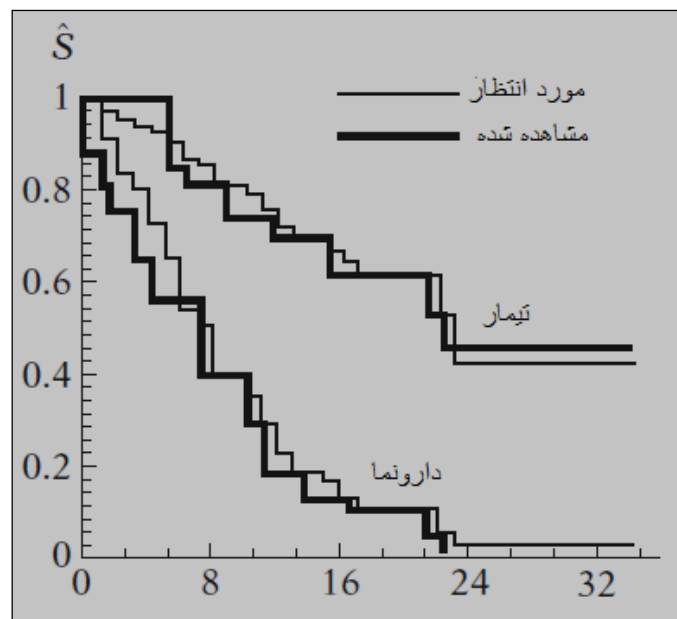 Ŝ
1
مورد انتظار
مشاهده شده
0.8
0.6
تیمار
0.4
0.2
دارونما
0
0 8 16 24 32